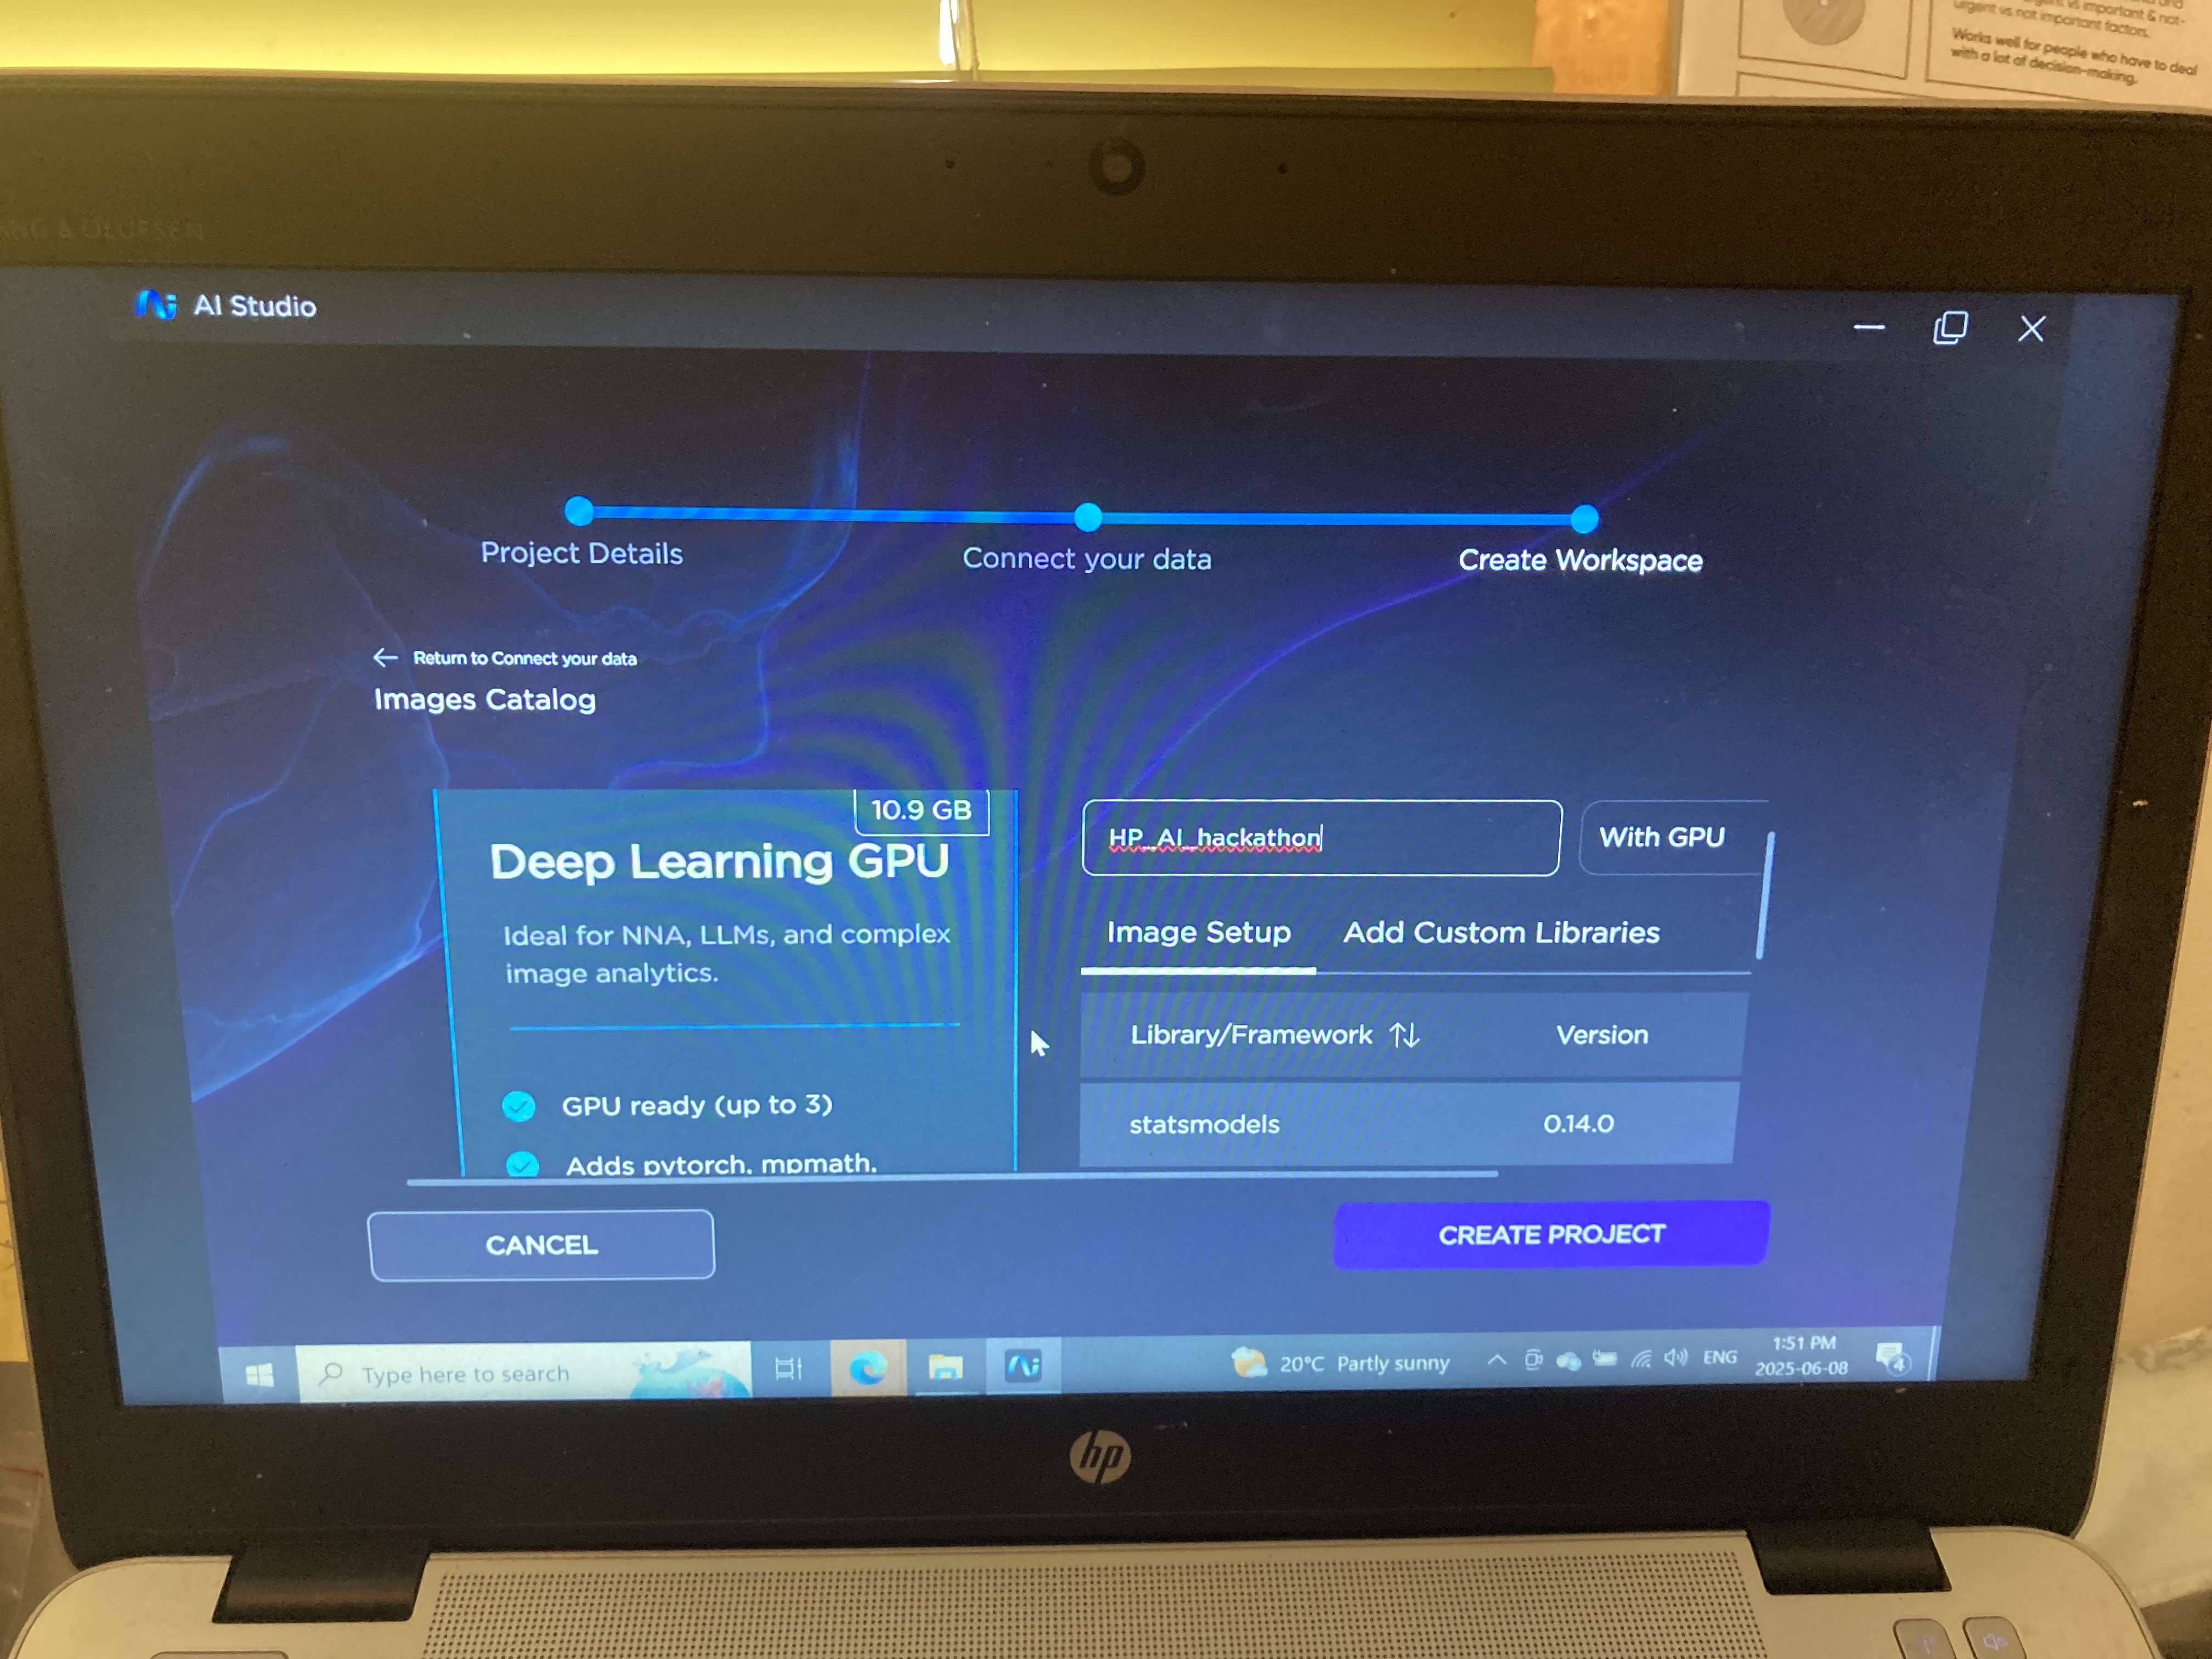 urgent vs not important factors.
Works well for people who have to deal
with a lot of decision-making.
& OLUFSEN
AI Studio
Project Details
Connect your data
Create Workspace
← Return to Connect your data
Images Catalog
10.9 GB
Deep Learning GPU
Ideal for NNA, LLMs, and complex
image analytics.
GPU ready (up to 3)
Adds pytorch, mpmath,
HP_AI_hackathon
With GPU
Image Setup
Add Custom Libraries
Library/Framework
Version
statsmodels
0.14.0
CANCEL
CREATE PROJECT
Type here to search
20°C Partly sunny
ENG
1:51 PM
2025-06-08
4
hp